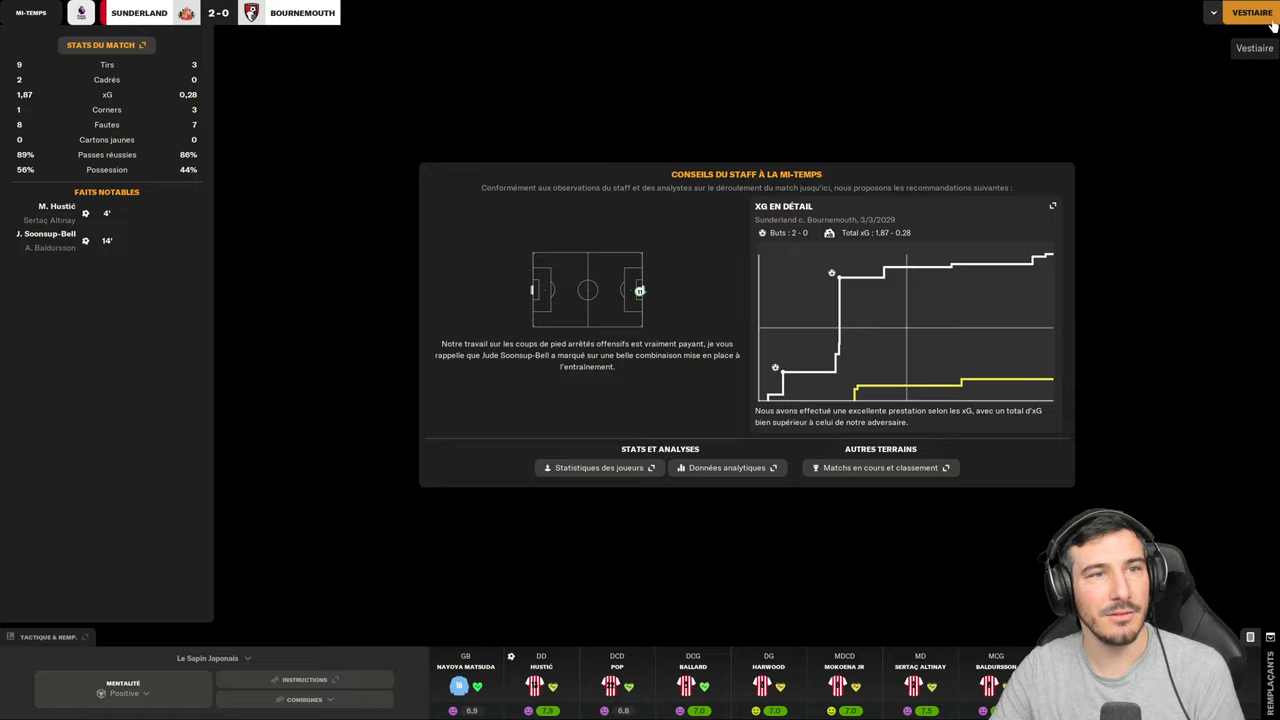 MI-TEMPS
SUNDERLAND
2-0
BOURNEMOUTH
VESTIAIRE
Vestiaire
STATS DU MATCH
9 Tirs 3
2 Cadrés 0
1,87 xG 0,28
1 Corners 3
8 Fautes 7
0 Cartons jaunes 0
89% Passes réussies 86%
56% Possession 44%
FAITS NOTABLES
M. Hustić 4'
Sertaç Altınay
J. Soonsup-Bell 14'
A. Baldursson
CONSEILS DU STAFF À LA MI-TEMPS
Conformément aux observations du staff et des analystes sur le déroulement du match jusqu'ici, nous proposons les recommandations suivantes :
11
Notre travail sur les coups de pied arrêtés offensifs est vraiment payant, je vous
rappelle que Jude Soonsup-Bell a marqué sur une belle combinaison mise en place à
l'entraînement.
XG EN DÉTAIL
Sunderland c. Bournemouth, 3/3/2029
Buts : 2 - 0 Total xG : 1.87 - 0.28
Nous avons effectué une excellente prestation selon les xG, avec un total d'xG
bien supérieur à celui de notre adversaire.
STATS ET ANALYSES
AUTRES TERRAINS
Statistiques des joueurs
Données analytiques
Matchs en cours et classement
TACTIQUE & REMP.
Le Sapin Japonais
MENTALITÉ
Positive
INSTRUCTIONS
CONSIGNES
GB DD DCD DCG DG MDCD MD MCG
NAYOYA MATSUDA HUSTIĆ POP BALLARD HARWOOD MOKOENA JR SERTAÇ ALTINAY BALDURSSON
16
6.9 7.9 6.8 7.0 7.0 7.0 7.5
REMPLAÇANTS